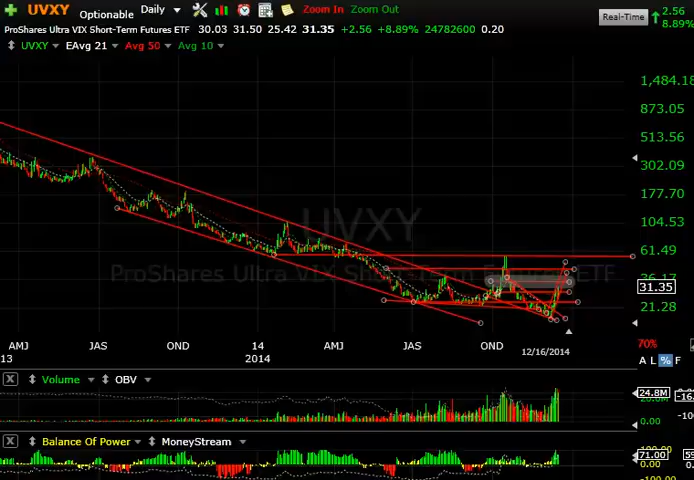 UVXY Optionable Daily Zoom In Zoom Out Real-Time 2.56
8.89%
ProShares Ultra VIX Short-Term Futures ETF 30.03 31.50 25.42 31.35 +2.56 +8.89% 24782600 0.20
UVXY EAvg 21 Avg 50 Avg 10
1,484.18
873.05
513.56
302.09
177.70
UVXY
104.53
61.49
ProShares Ultra VIX Short-Term Futures ETF
31.35
21.28
AMJ JAS OND 14 AMJ JAS OND 70%
13 2014 12/16/2014 A L % F
X Volume OBV
24.8M
0.00
X Balance Of Power MoneyStream
100.00
71.00
0.00